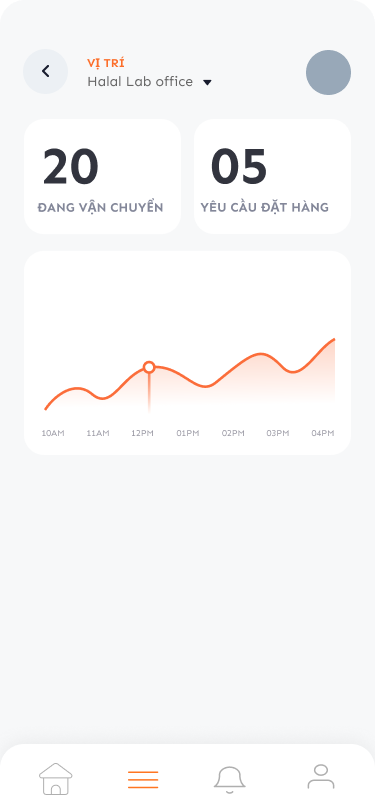 VỊ TRÍ
Halal Lab office
20
ĐANG VẬN CHUYỂN
05
YÊU CẦU ĐẶT HÀNG
10AM 11AM 12PM 01PM 02PM 03PM 04PM